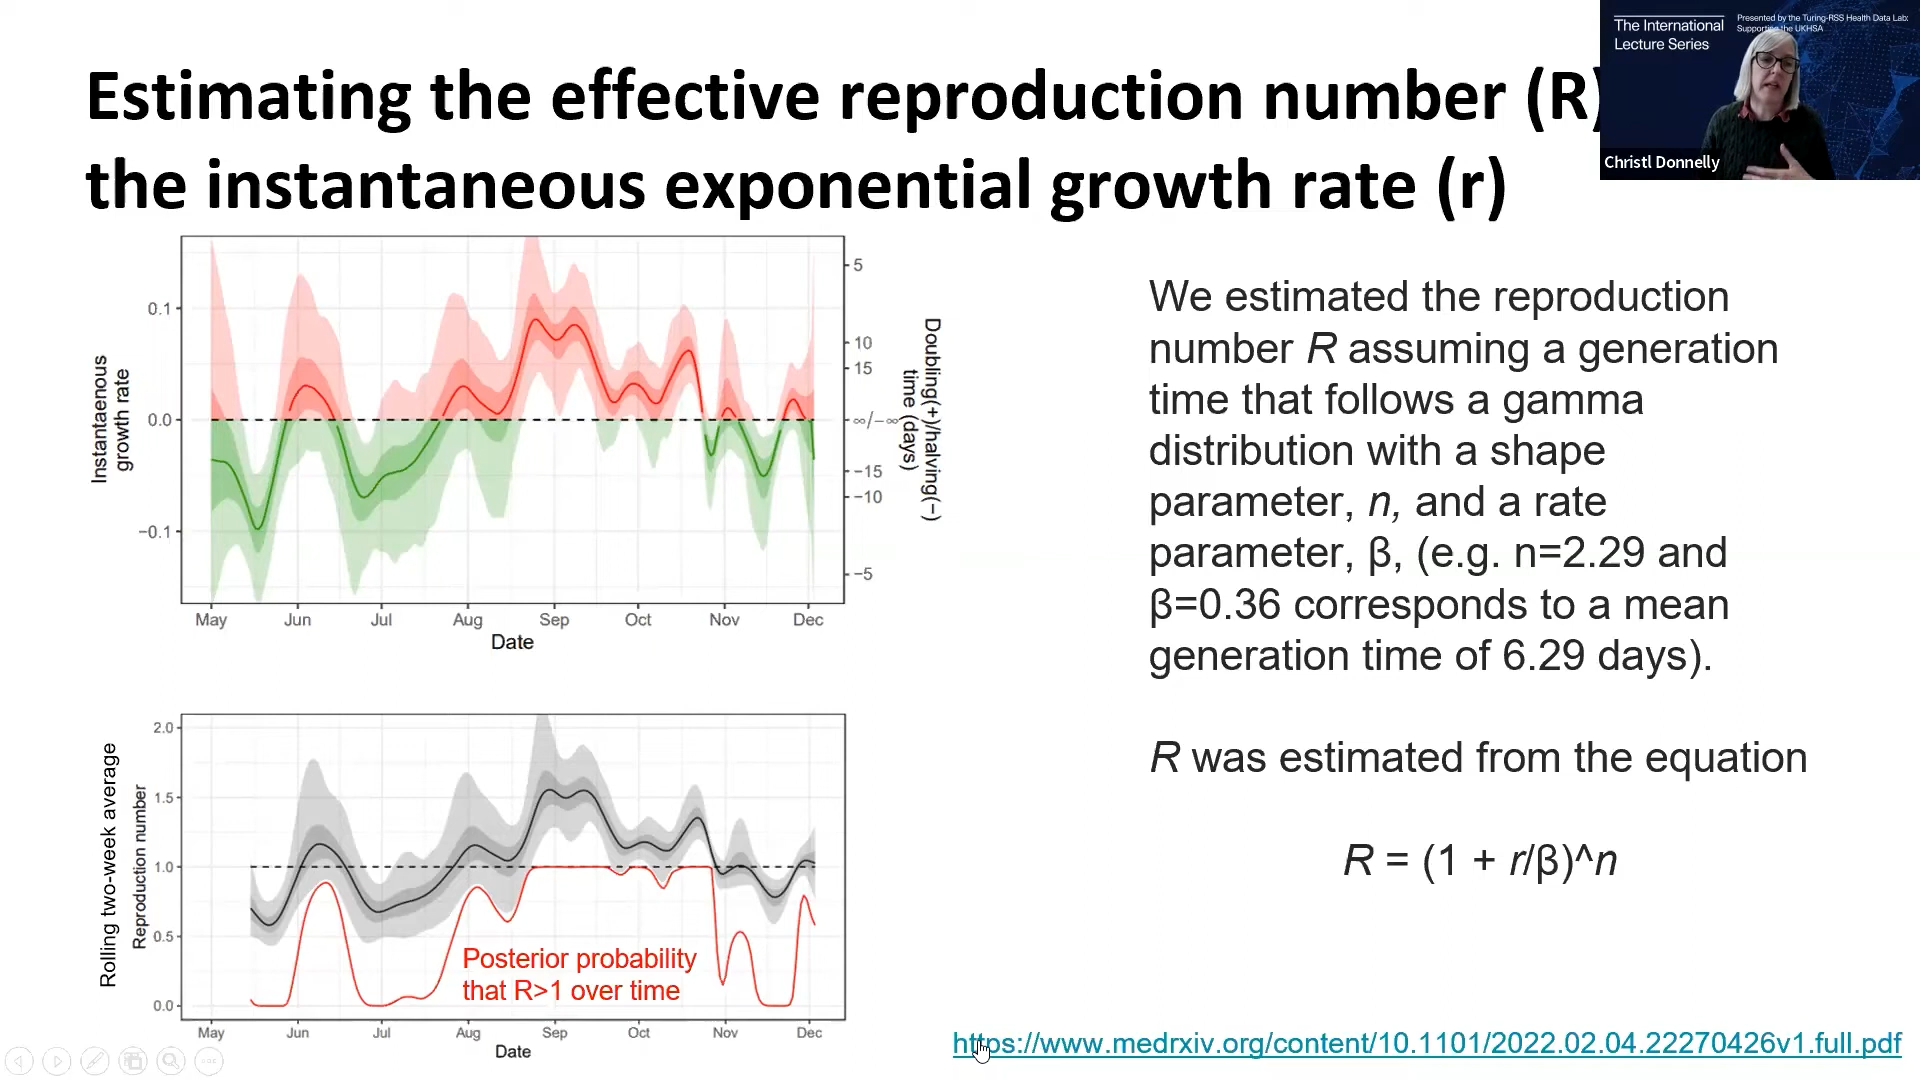 Estimating the effective reproduction number (R)
the instantaneous exponential growth rate (r)
The International
Lecture Series
Presented by the Turing-RSS Health Data Lab:
Supporting the UKHSA
Christl Donnelly
Instantaenous
growth rate
0.1
0.0
−0.1
5
10
15
∞/−∞
−15
−10
−5
Doubling(+)/halving(−)
time (days)
May Jun Jul Aug Sep Oct Nov Dec
Date
We estimated the reproduction
number R assuming a generation
time that follows a gamma
distribution with a shape
parameter, n, and a rate
parameter, β, (e.g. n=2.29 and
β=0.36 corresponds to a mean
generation time of 6.29 days).
R was estimated from the equation
R = (1 + r/β)^n
Rolling two-week average
Reproduction number
2.0
1.5
1.0
0.5
0.0
Posterior probability
that R>1 over time
May Jun Jul Aug Sep Oct Nov Dec
Date
https://www.medrxiv.org/content/10.1101/2022.02.04.22270426v1.full.pdf